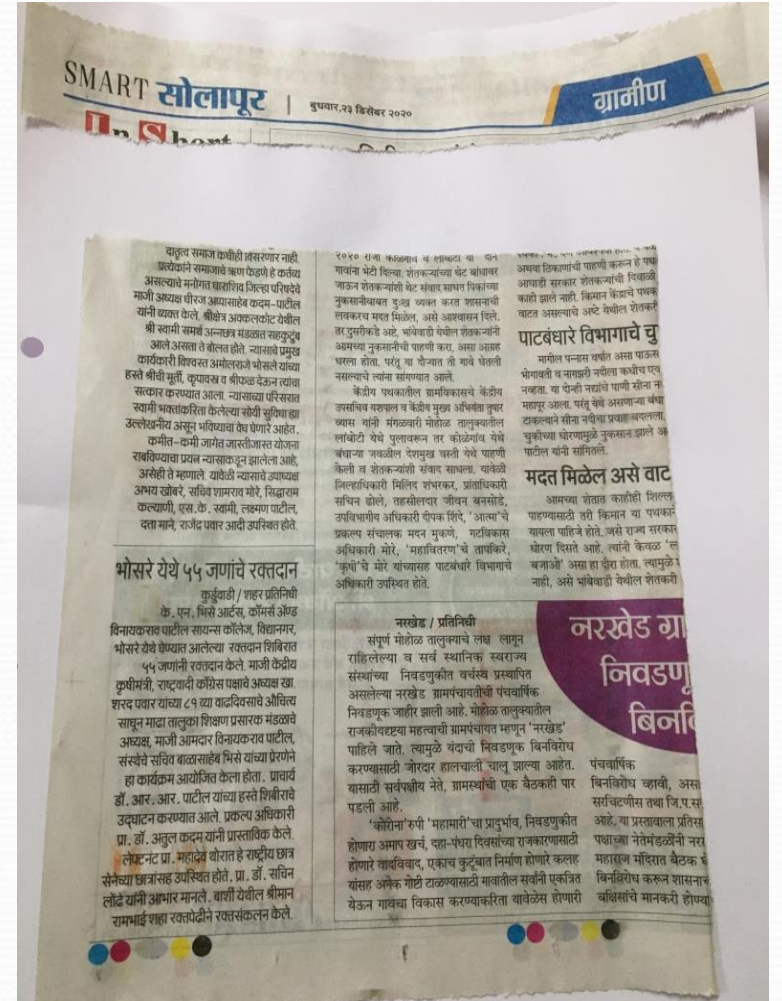 SMART सोलापूर
बुधवार,२३ डिसेंबर २०२०
ग्रामीण
In Short
दातृत्व समाज कधीही विसरणार नाही.
प्रत्येकाने समाजाचे ऋण फेडणे हे कर्तव्य
असल्याचे मनोगत धाराशिव जिल्हा परिषदेचे
माजी अध्यक्ष धीरज अप्पासाहेब कदम-पाटील
यांनी व्यक्त केले. श्रीक्षेत्र अक्कलकोट येथील
श्री स्वामी समर्थ अन्नछत्र मंडळात सहकुटुंब
आले असता ते बोलत होते. न्यासाचे प्रमुख
कार्यकारी विश्वस्त अमोलराजे भोसले यांच्या
हस्ते श्रींची मूर्ती, कृपावस्त्र व श्रीफळ देऊन त्यांचा
सत्कार करण्यात आला. न्यासाच्या परिसरात
स्वामी भक्तांकरिता केलेल्या सोयी सुविधा ह्या
उल्लेखनीय असून भविष्याचा वेध घेणारे आहेत.
कमीत-कमी जागेत जास्तीजास्त योजना
राबविण्याचा प्रयत्न न्यासाकडून झालेला आहे,
असेही ते म्हणाले. यावेळी न्यासाचे उपाध्यक्ष
अभय खोबरे, सचिव शामराव मोरे, सिद्धाराम
कल्याणी, एस.के. स्वामी, लक्ष्मण पाटील,
दत्ता माने, राजेंद्र पवार आदी उपस्थित होते.
भोसरे येथे ५५ जणांचे रक्तदान
कुर्डुवाडी / शहर प्रतिनिधी
के. एन. भिसे आर्टस, कॉमर्स ॲण्ड
विनायकराव पाटील सायन्स कॉलेज, विद्यानगर,
भोसरे येथे घेण्यात आलेल्या रक्तदान शिबिरात
५५ जणांनी रक्तदान केले. माजी केंद्रीय
कृषीमंत्री, राष्ट्रवादी काँग्रेस पक्षाचे अध्यक्ष खा.
शरद पवार यांच्या ८१ व्या वाढदिवसाचे औचित्य
साधून माढा तालुका शिक्षण प्रसारक मंडळाचे
अध्यक्ष, माजी आमदार विनायकराव पाटील,
संस्थेचे सचिव बाळासाहेब भिसे यांच्या प्रेरणेने
हा कार्यक्रम आयोजित केला होता. प्राचार्य
डॉ. आर. आर. पाटील यांच्या हस्ते शिबीराचे
उद्घाटन करण्यात आले. प्रकल्प अधिकारी
प्रा. डॉ. अतुल कदम यांनी प्रास्ताविक केले.
लेफ्टनंट प्रा. महादेव थोरात हे राष्ट्रीय छात्र
सेनेच्या छात्रांसह उपस्थित होते. प्रा. डॉ. सचिन
लोंढे यांनी आभार मानले. बार्शी येथील श्रीमान
रामभाई शहा रक्तपेढीने रक्तसंकलन केले.
गावांना भेटी दिल्या. शेतकऱ्यांच्या थेट बांधावर
जाऊन शेतकऱ्यांशी थेट संवाद साधत पिकांच्या
नुकसानीबाबत दुःख व्यक्त करत शासनाची
लवकरच मदत मिळेल, असे आश्वासन दिले.
तर दुसरीकडे आष्टे, भांबेवाडी येथील शेतकऱ्यांनी
आमच्या नुकसानीची पाहणी करा, असा आग्रह
धरला होता. परंतु या दौऱ्यात ती गावे घेतली
नसल्याचे त्यांना सांगण्यात आले.
केंद्रीय पथकातील ग्रामविकासचे केंद्रीय
उपसचिव यशपाल व केंद्रीय मुख्य अभियंता तुषार
व्यास यांनी मंगळवारी मोहोळ तालुक्यातील
लांबोटी येथे पुलावरून तर कोळेगांव येथे
बंधाऱ्या जवळील देशमुख वस्ती येथे पाहणी
केली व शेतकऱ्यांशी संवाद साधला. यावेळी
जिल्हाधिकारी मिलिंद शंभरकर, प्रांताधिकारी
सचिन ढोले, तहसीलदार जीवन बनसोडे,
उपविभागीय अधिकारी दीपक शिंदे, 'आत्मा'चे
प्रकल्प संचालक मदन मुकणे, गटविकास
अधिकारी मोरे, 'महावितरण'चे तापकिरे,
'कृषी'चे मोरे यांच्यासह पाटबंधारे विभागाचे
अधिकारी उपस्थित होते.
अथवा ठिकाणांची पाहणी करून हे पथ
आपाडी सरकार शेतकऱ्यांची दिवाळी
काही झाले नाही. किमान केंद्राचे पथक
वाटत असल्याचे अष्टे येथील शेतकरी
पाटबंधारे विभागाचे चु
मागील पन्नास वर्षात असा पाऊस
भोगावती व नागझरी नदीला कधीच एव
नव्हता. या दोन्ही नद्यांचे पाणी सीना न
महापूर आला. परंतु येथे असणाऱ्या बंधा
टाकल्याने सीना नदीचा प्रवाह बदलला.
चुकीच्या धोरणामुळे नुकसान झाले अ
पाटील यांनी सांगितले.
मदत मिळेल असे वाट
आमच्या शेतात काहीही शिल्ल
पाहण्यासाठी तरी किमान या पथकान
यायला पाहिजे होते. जसे राज्य सरकार
धोरण दिसते आहे. त्यांनी केवळ 'ल
बजाओ' असा हा दौरा होता. त्यामुळे
नाही, असे भांबेवाडी येथील शेतकरी
नरखेड / प्रतिनिधी
संपूर्ण मोहोळ तालुक्याचे लक्ष लागून
राहिलेल्या व सर्व स्थानिक स्वराज्य
संस्थांच्या निवडणुकीत वर्चस्व प्रस्थापित
असलेल्या नरखेड ग्रामपंचायतीची पंचवार्षिक
निवडणूक जाहीर झाली आहे. मोहोळ तालुक्यातील
राजकीयदृष्टया महत्वाची ग्रामपंचायत म्हणून 'नरखेड'
पाहिले जाते. त्यामुळे यंदाची निवडणूक बिनविरोध
करण्यासाठी जोरदार हालचाली चालू झाल्या आहेत.
यासाठी सर्वपक्षीय नेते, ग्रामस्थांची एक बैठकही पार
पडली आहे.
'कोरोना'रुपी 'महामारी'चा प्रादुर्भाव, निवडणुकीत
होणारा अमाप खर्च, दहा-पंधरा दिवसांच्या राजकारणासाठी
होणारे वादविवाद, एकाच कुटूंबात निर्माण होणारे कलह
यांसह अनेक गोष्टी टाळण्यासाठी गावातील सर्वांनी एकत्रित
येऊन गावचा विकास करण्याकरिता यावेळेस होणारी
नरखेड ग्रा
निवडणू
बिनवि
पंचवार्षिक
बिनविरोध व्हावी, असा
सरचिटणीस तथा जि.प.स
आहे, या प्रस्तावाला प्रतिसा
पक्षाच्या नेतेमंडळींनी नर
महाराज मंदिरात बैठक घे
बिनविरोध करून शासनाच
बक्षिसांचे मानकरी होण्या